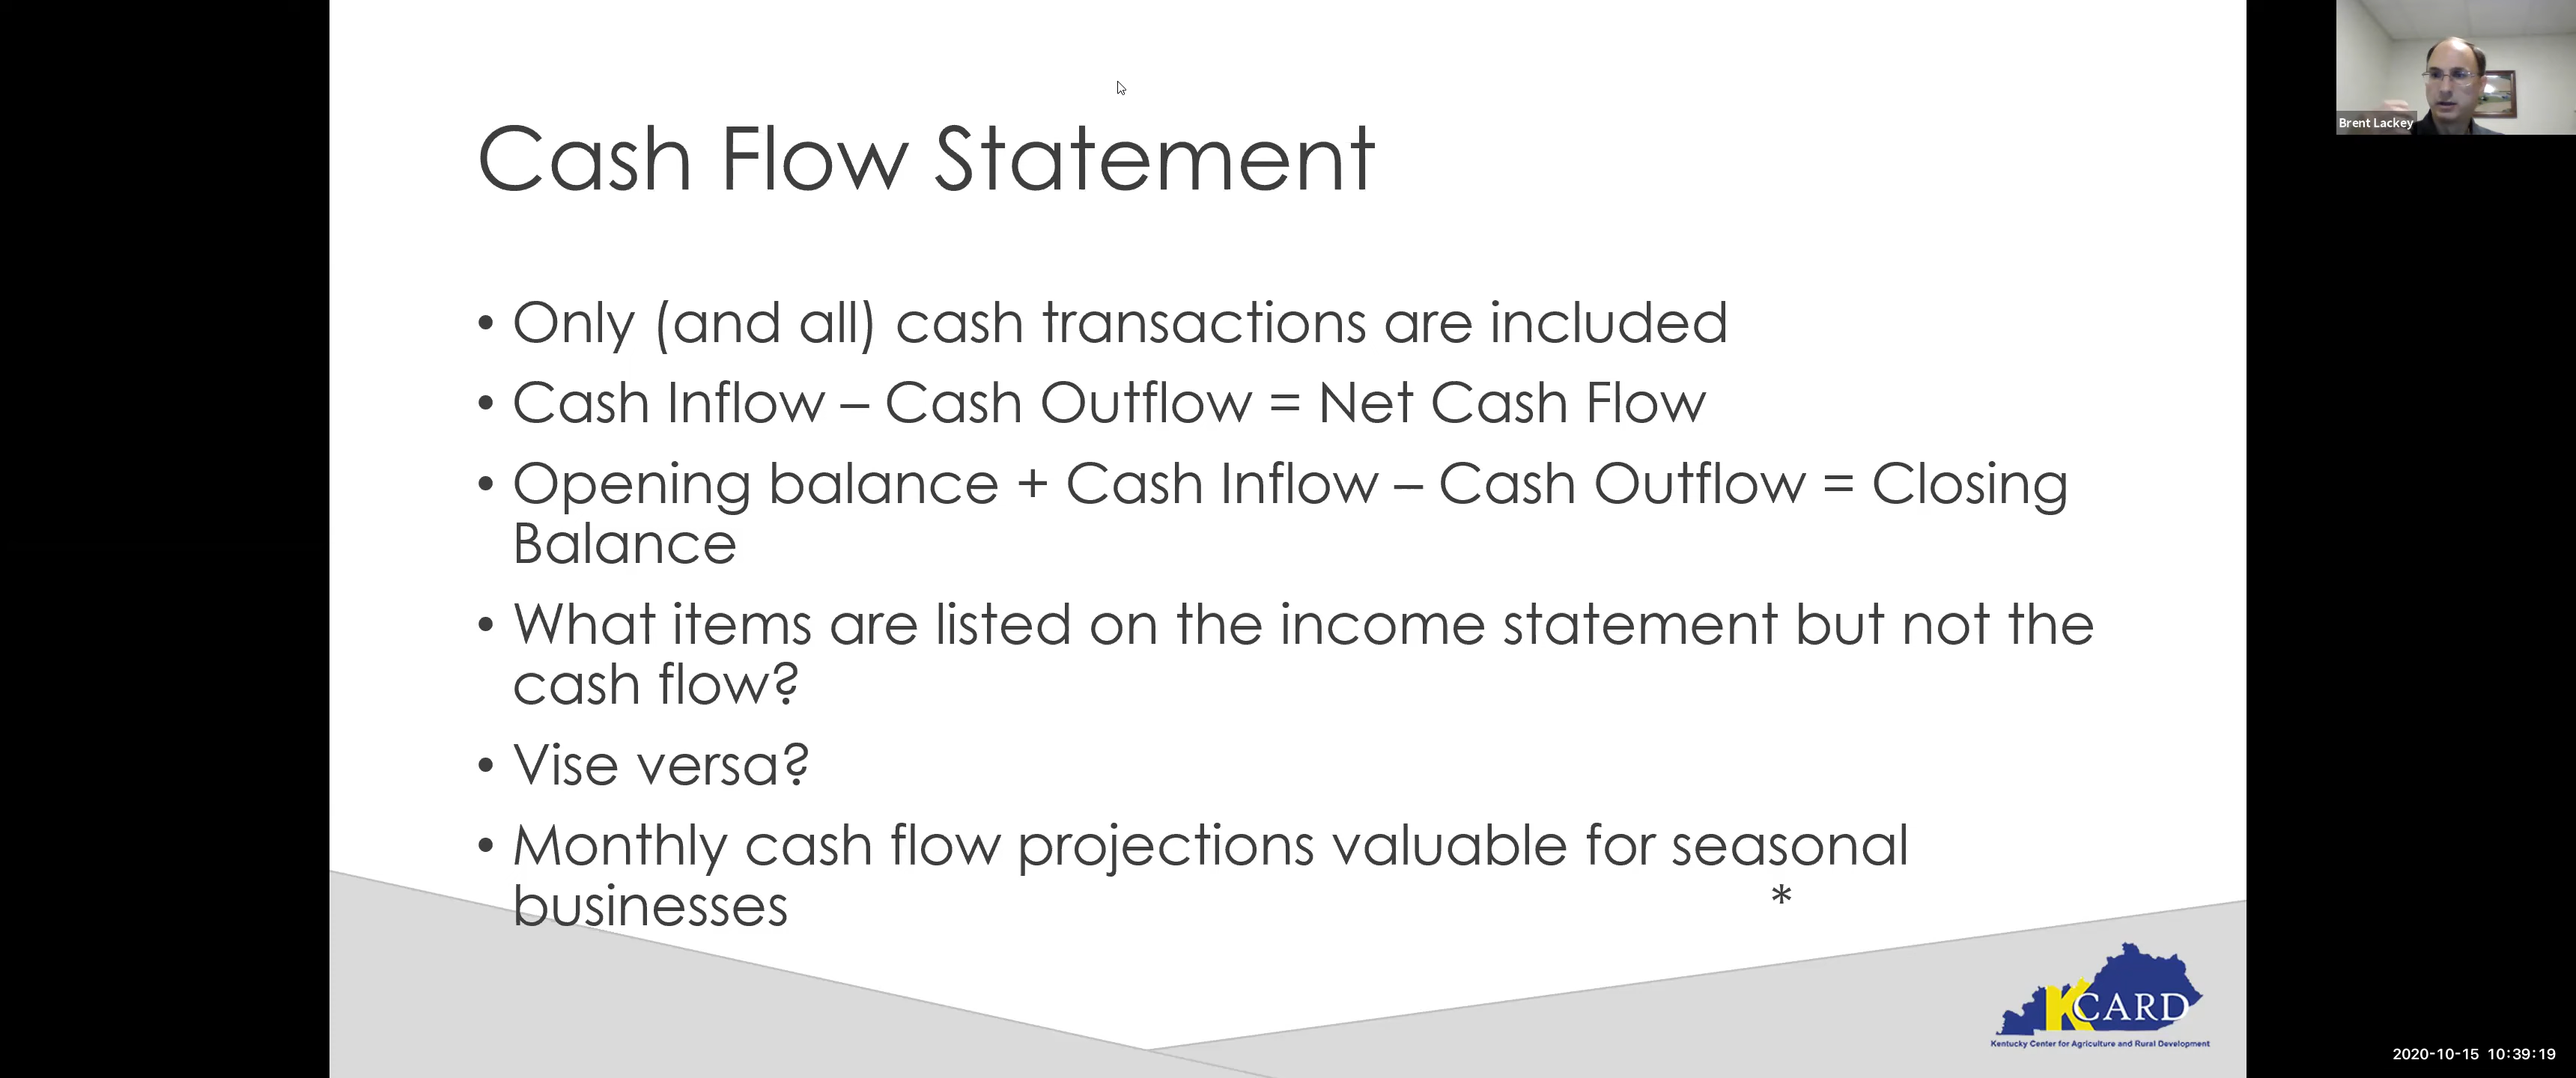 Cash Flow Statement
• Only (and all) cash transactions are included
• Cash Inflow – Cash Outflow = Net Cash Flow
• Opening balance + Cash Inflow – Cash Outflow = Closing
Balance
• What items are listed on the income statement but not the
cash flow?
• Vise versa?
• Monthly cash flow projections valuable for seasonal
businesses *
KCARD
Kentucky Center for Agriculture and Rural Development
Brent Lackey
2020-10-15 10:39:19